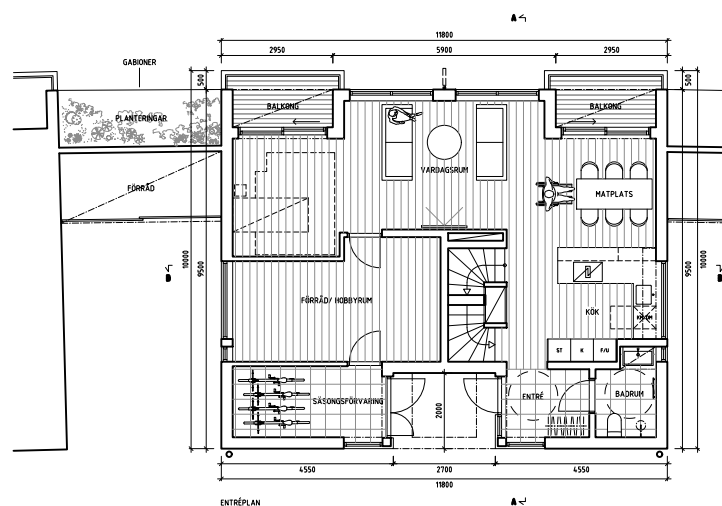 A
11800
2950 5900 2950
GABIONER
500 500
BALKONG BALKONG
PLANTERINGAR
VARDAGSRUM
FÖRRÅD
MATPLATS
10000 9500 9500 10000
B B
FÖRRÅD/ HOBBYRUM
KÖK
ST K F/U
SÄSONGSFÖRVARING
2000
ENTRÉ
BADRUM
4550 2700 4550
11800
ENTRÉPLAN
A